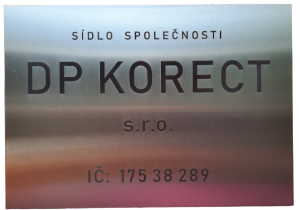 SÍDLO SPOLEČNOSTI
DP KORECT
s.r.o.
IČ: 175 38 289